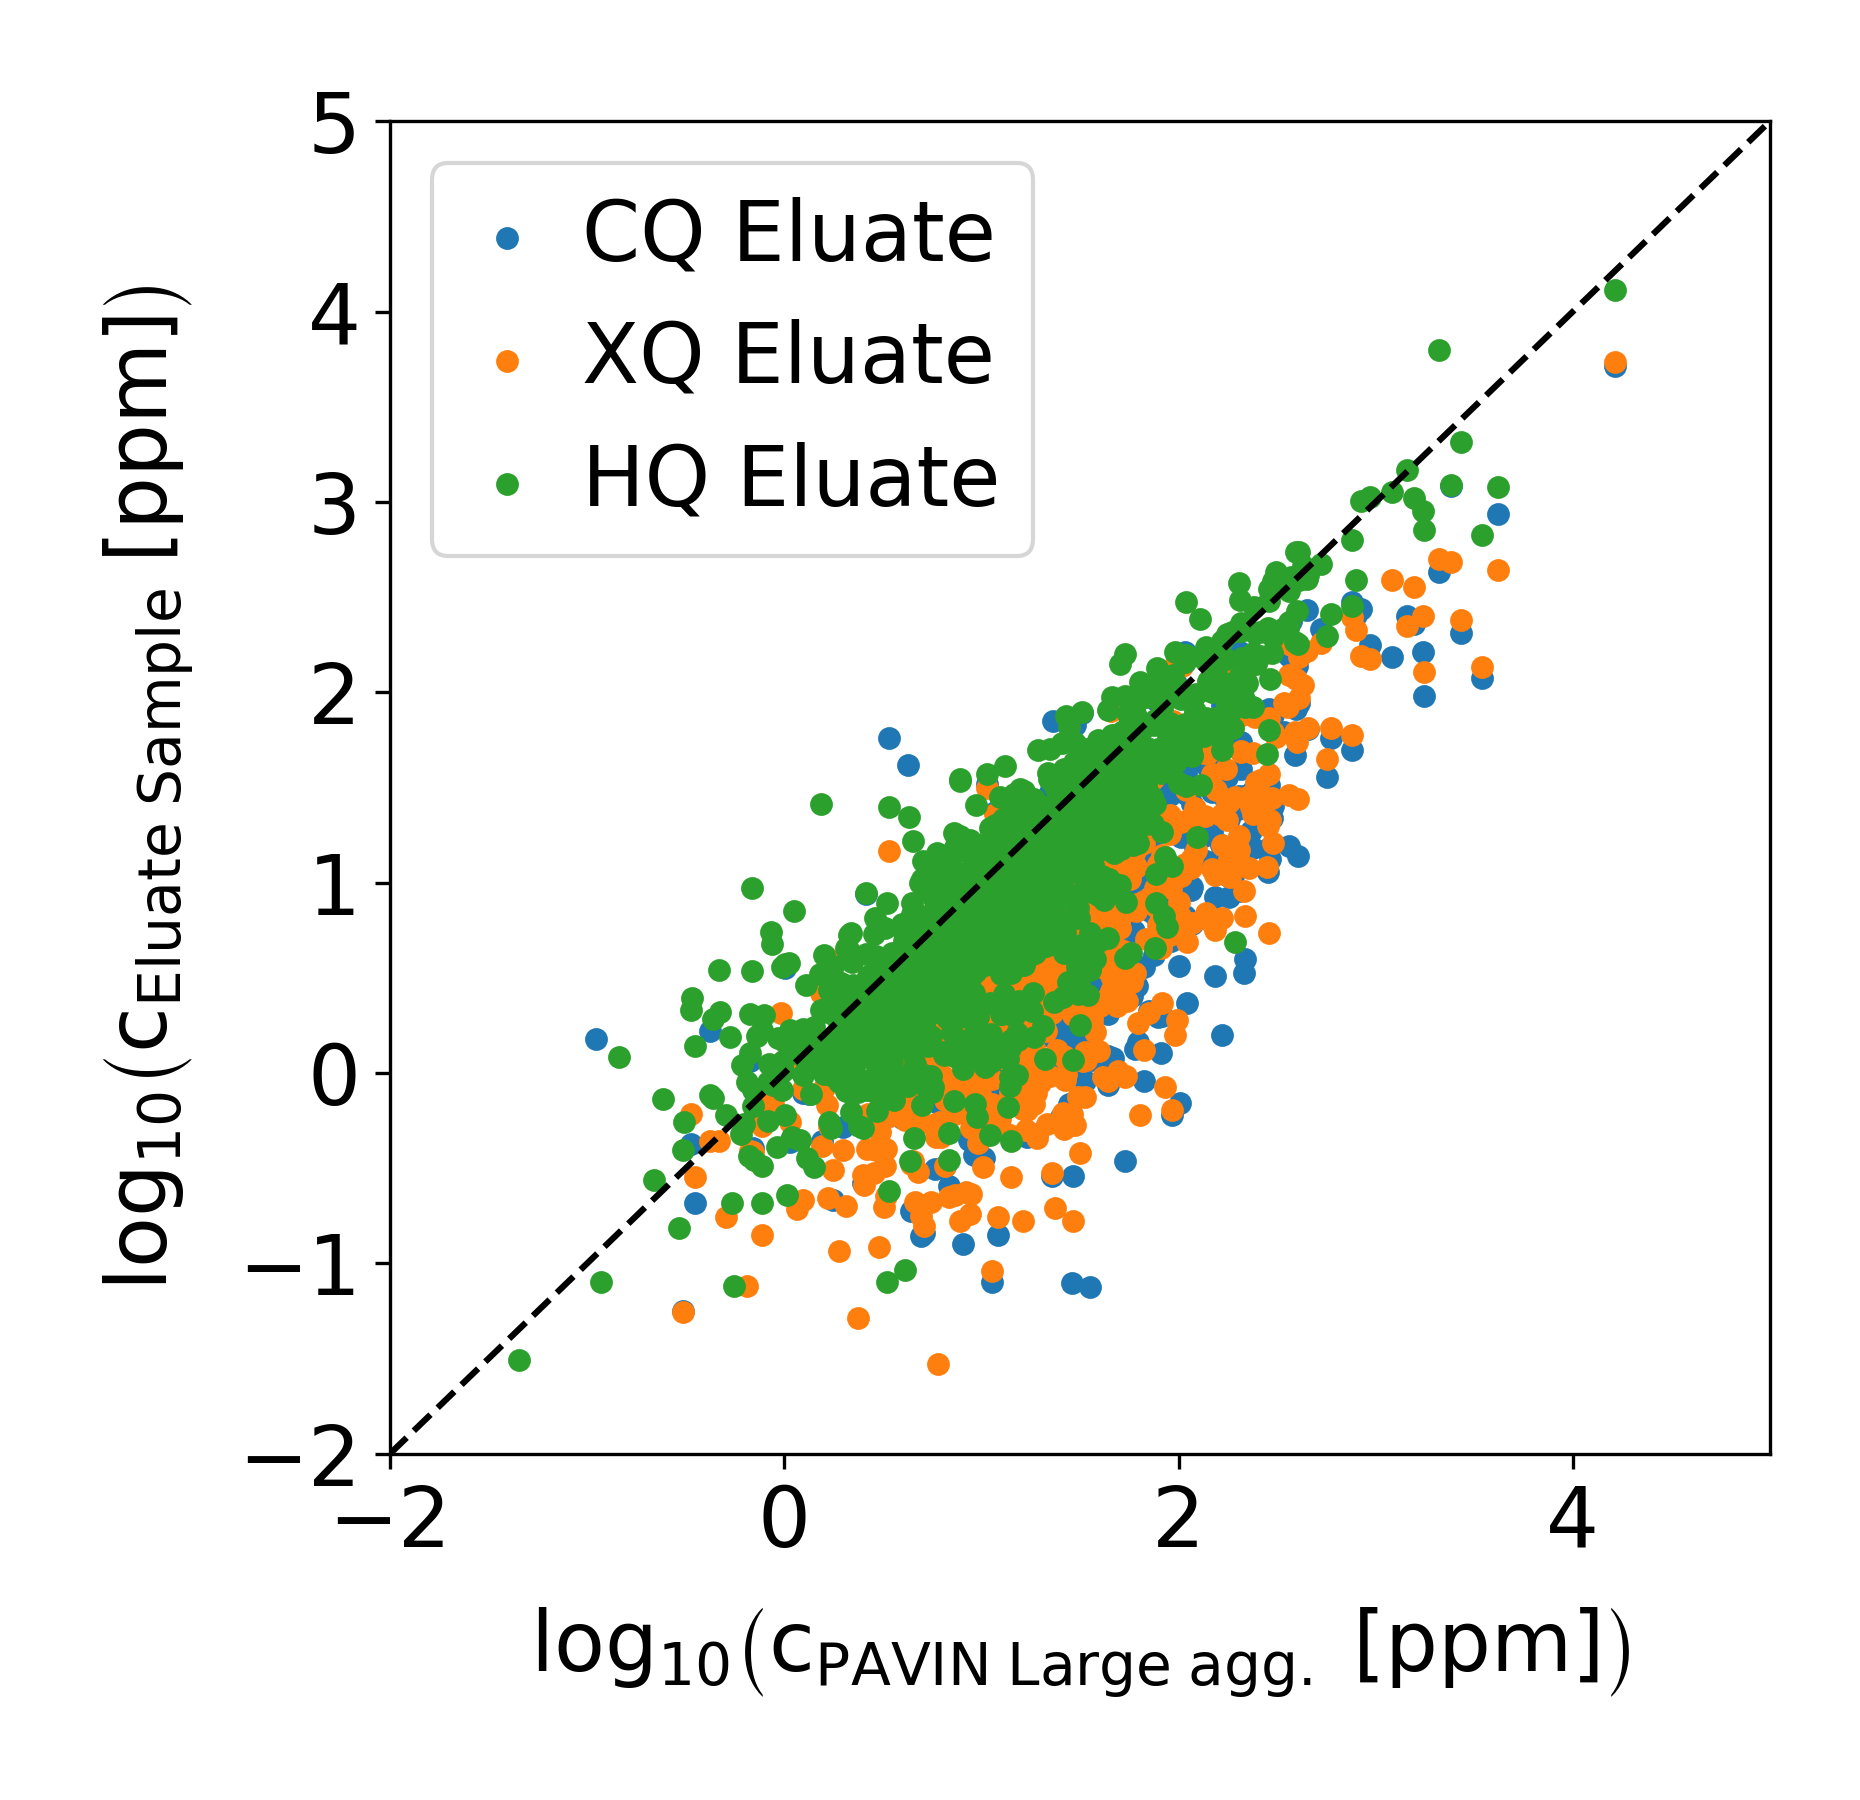 5
4
3
2
1
0
−1
−2
log10(cEluate Sample [ppm])
CQ Eluate
XQ Eluate
HQ Eluate
−2 0 2 4
log10(cPAVIN Large agg. [ppm])